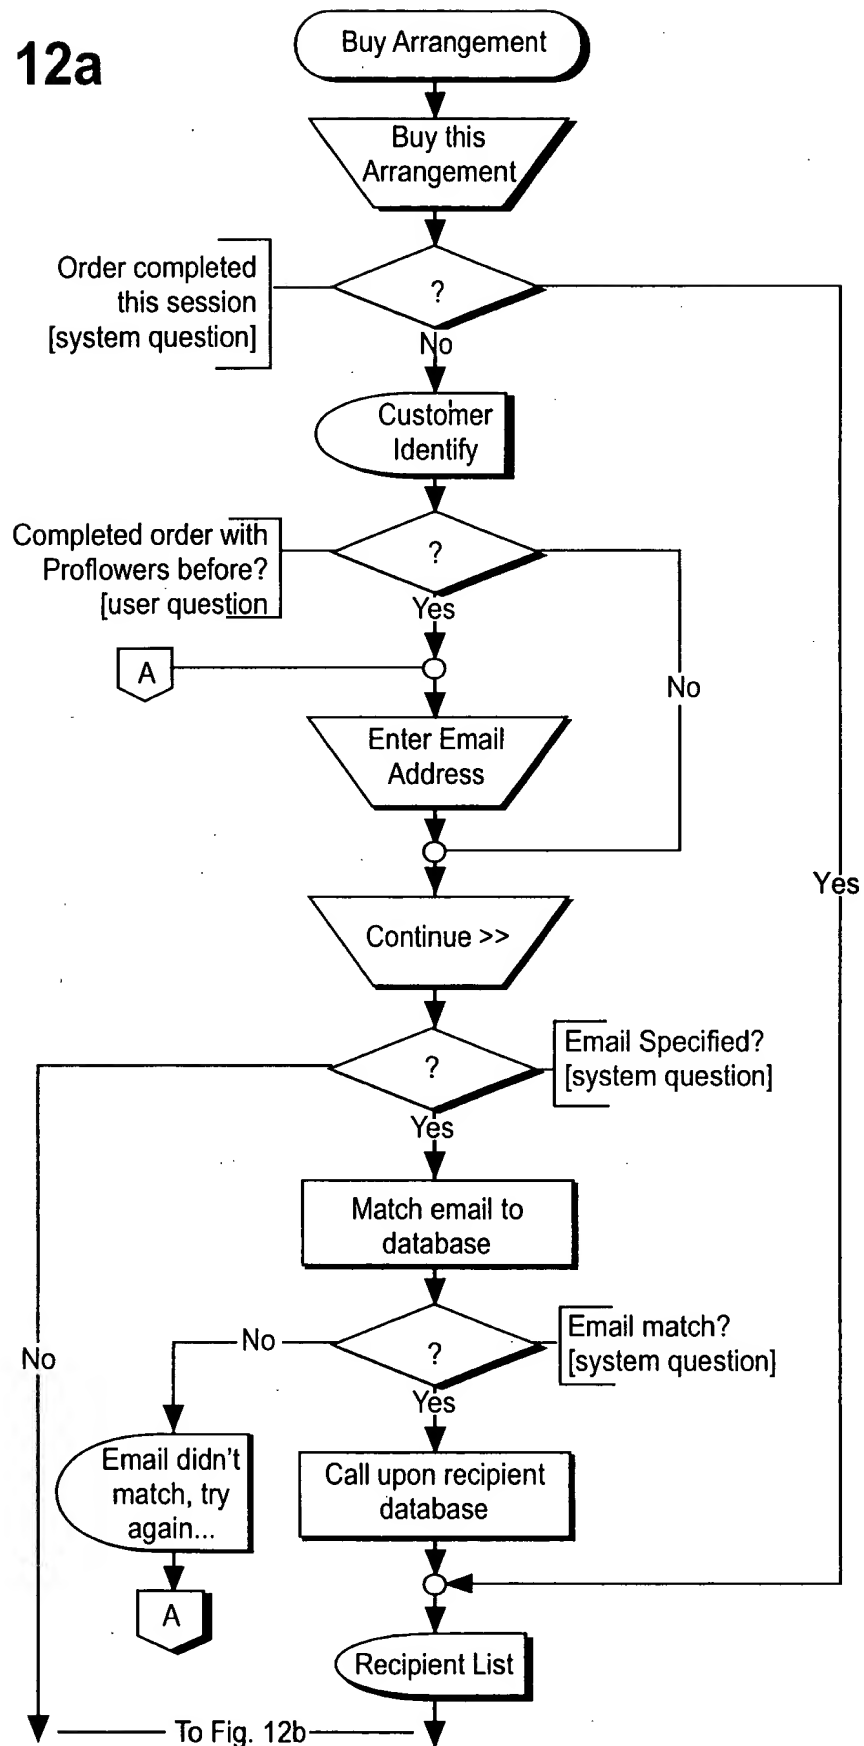 12a
Buy Arrangement
Buy this
Arrangement
Order completed
this session
[system question]
?
No
Customer
Identify
Completed order with
Proflowers before?
[user question
?
Yes
A
No
Enter Email
Address
Yes
Continue >>
Email Specified?
[system question]
?
Yes
Match email to
database
No
No
?
Email match?
[system question]
Yes
Email didn't
match, try
again...
Call upon recipient
database
A
Recipient List
To Fig. 12b